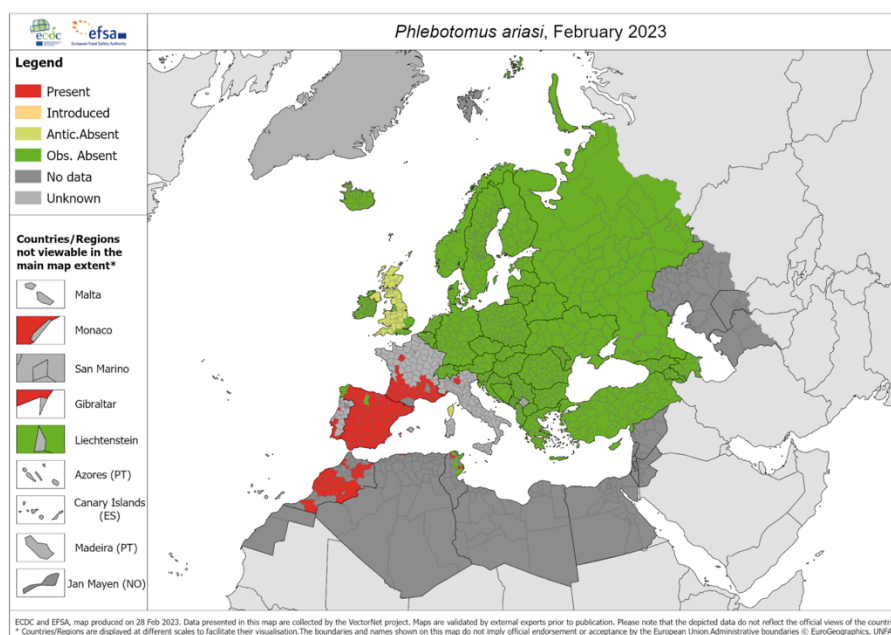 ecdc
efsa
European Food Safety Authority
Phlebotomus ariasi, February 2023
Legend
Present
Introduced
Antic.Absent
Obs. Absent
No data
Unknown
Countries/Regions
not viewable in the
main map extent*
Malta
Monaco
San Marino
Gibraltar
Liechtenstein
Azores (PT)
Canary Islands
(ES)
Madeira (PT)
Jan Mayen (NO)
ECDC and EFSA, map produced on 28 Feb 2023. Data presented in this map are collected by the VectorNet project. Maps are validated by external experts prior to publication. Please note that the depicted data do not reflect the official views of the countr
* Countries/Regions are displayed at different scales to facilitate their visualisation.The boundaries and names shown on this map do not imply official endorsement or acceptance by the European Union.Administrative boundaries © EuroGeographics, UNFA